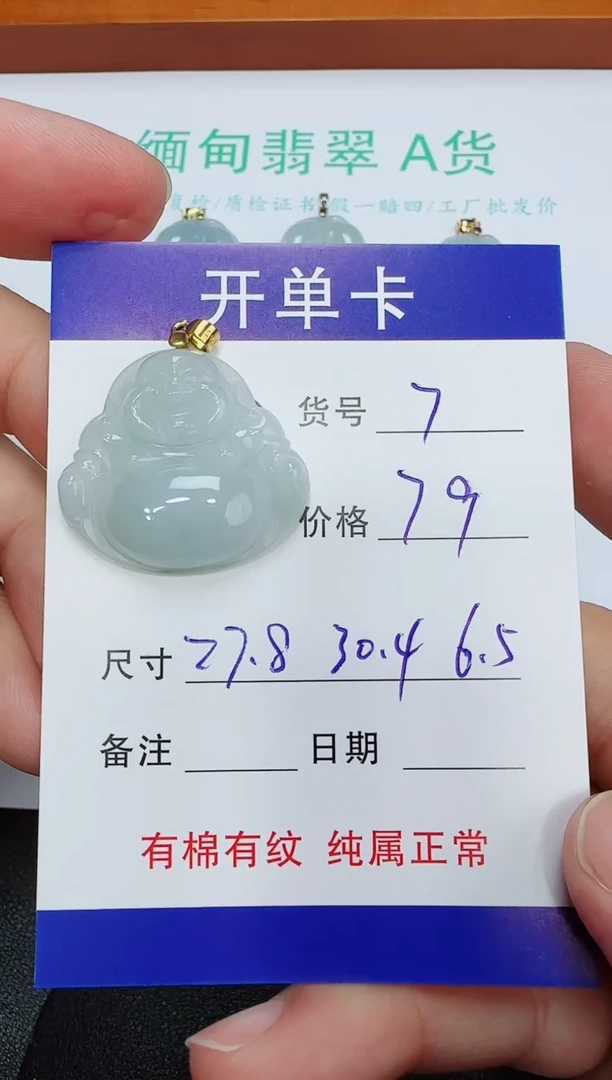 缅甸翡翠 A货
复检/质检证书/假一赔四/工厂批发价
开单卡
货号 7
价格 79
尺寸 27.8 30.4 6.5
备注
日期
有棉有纹 纯属正常